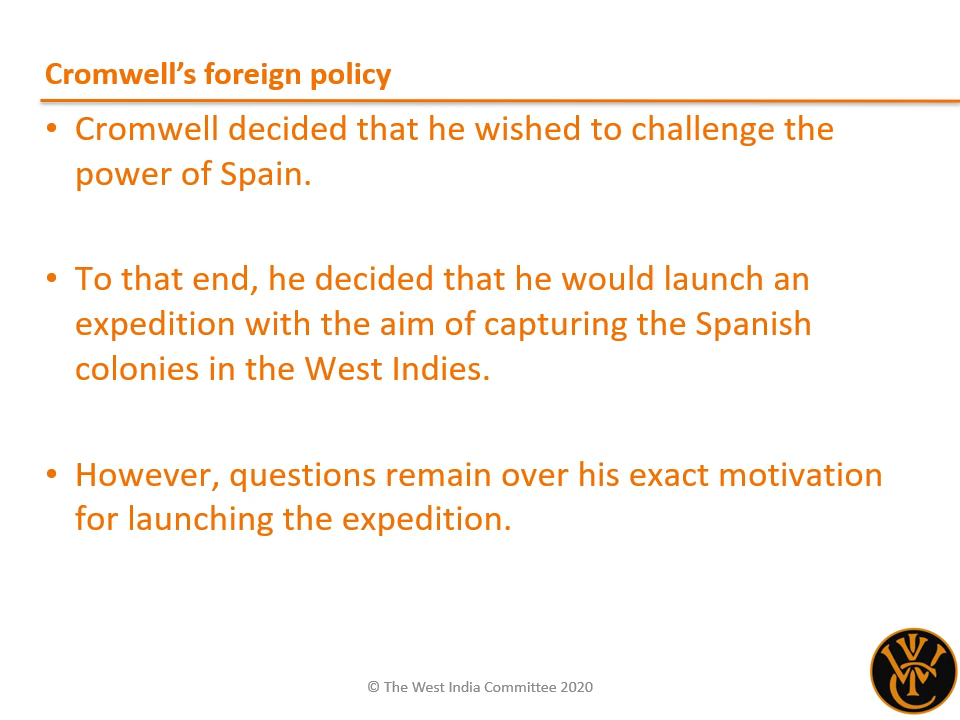 Cromwell’s foreign policy
• Cromwell decided that he wished to challenge the
power of Spain.
• To that end, he decided that he would launch an
expedition with the aim of capturing the Spanish
colonies in the West Indies.
• However, questions remain over his exact motivation
for launching the expedition.
© The West India Committee 2020
WIC